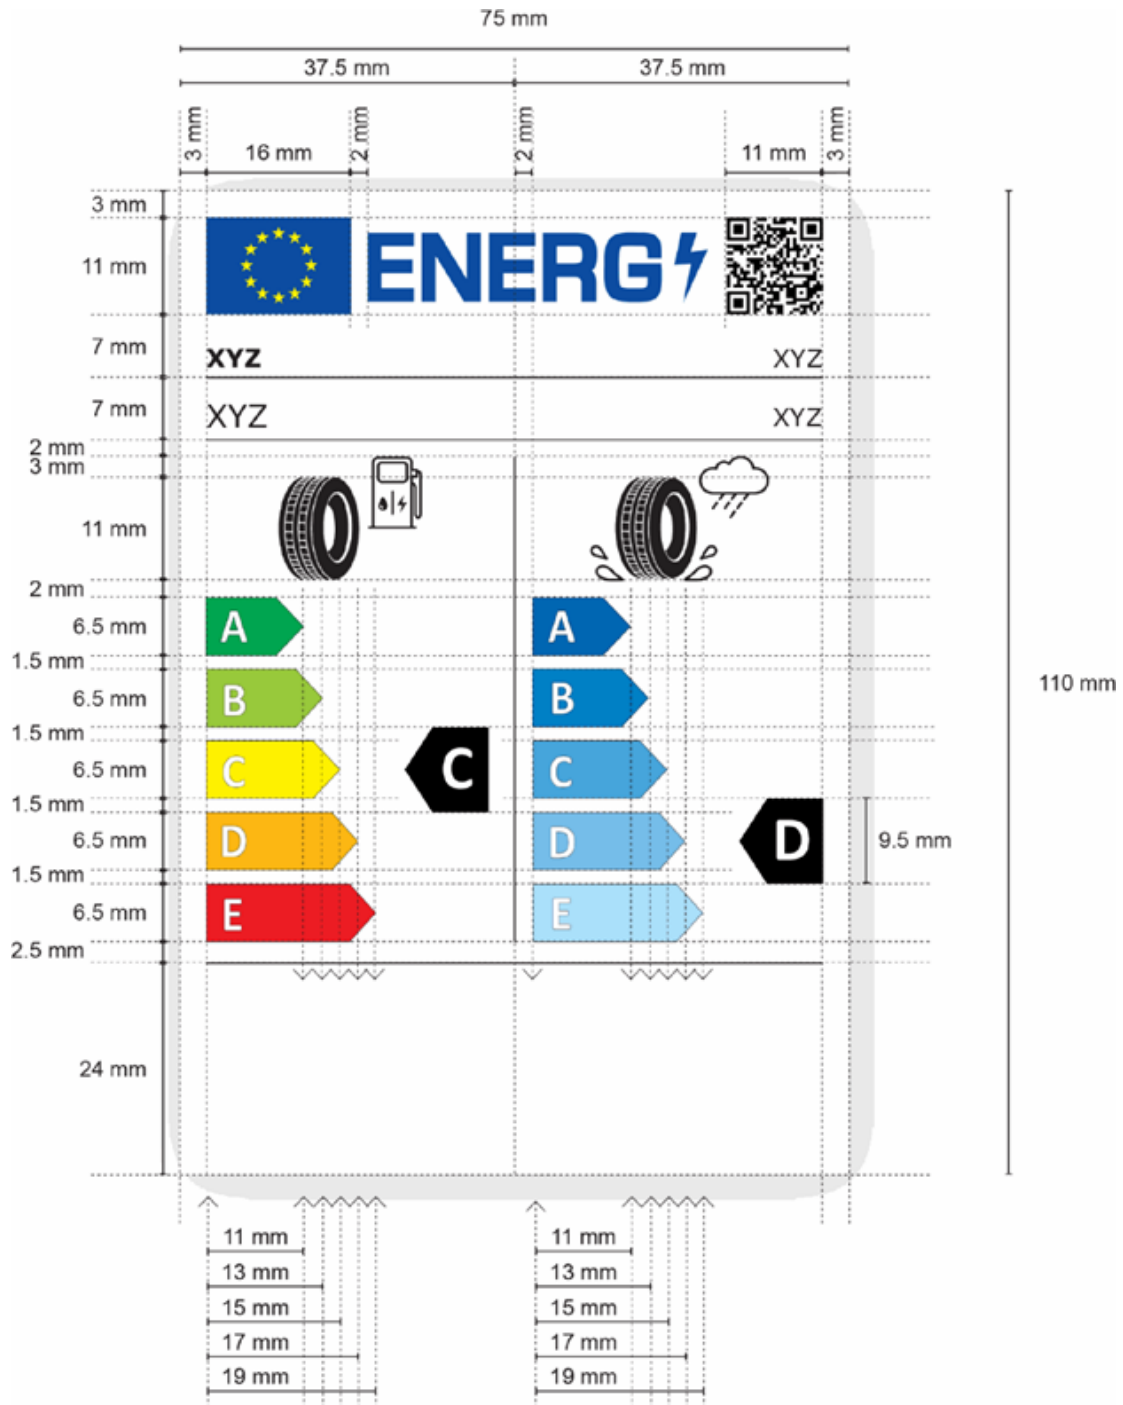 75 mm
37.5 mm 37.5 mm
3 mm 16 mm 2 mm 2 mm 11 mm 3 mm
3 mm
11 mm ENERG
7 mm XYZ XYZ
7 mm XYZ XYZ
2 mm
3 mm
11 mm
2 mm
6.5 mm A A
1.5 mm
6.5 mm B B 110 mm
1.5 mm
6.5 mm C C C
1.5 mm
6.5 mm D D D 9.5 mm
1.5 mm
6.5 mm E E
2.5 mm
24 mm
11 mm 11 mm
13 mm 13 mm
15 mm 15 mm
17 mm 17 mm
19 mm 19 mm